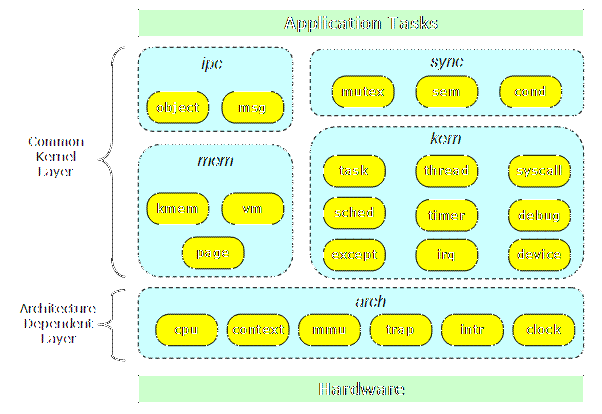 Application Tasks
ipc
object
msg
sync
mutex
sem
cond
Common
Kernel
Layer
mem
kmem
vm
page
kern
task
thread
syscall
sched
timer
debug
except
irq
device
Architecture
Dependent
Layer
arch
cpu
context
mmu
trap
intr
clock
Hardware